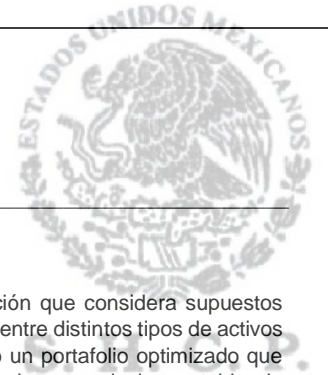 ESTADOS UNIDOS MEXICANOS
ción que considera supuestos
entre distintos tipos de activos
o un portafolio optimizado que
S. H. C. P.